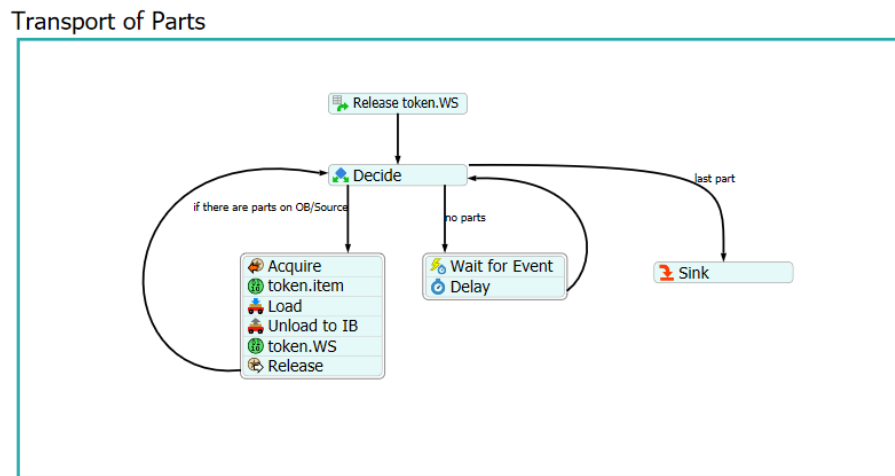 Transport of Parts
Release token.WS
Decide
last part
if there are parts on OB/Source
no parts
Acquire
token.item
Load
Unload to IB
token.WS
Release
Wait for Event
Delay
Sink